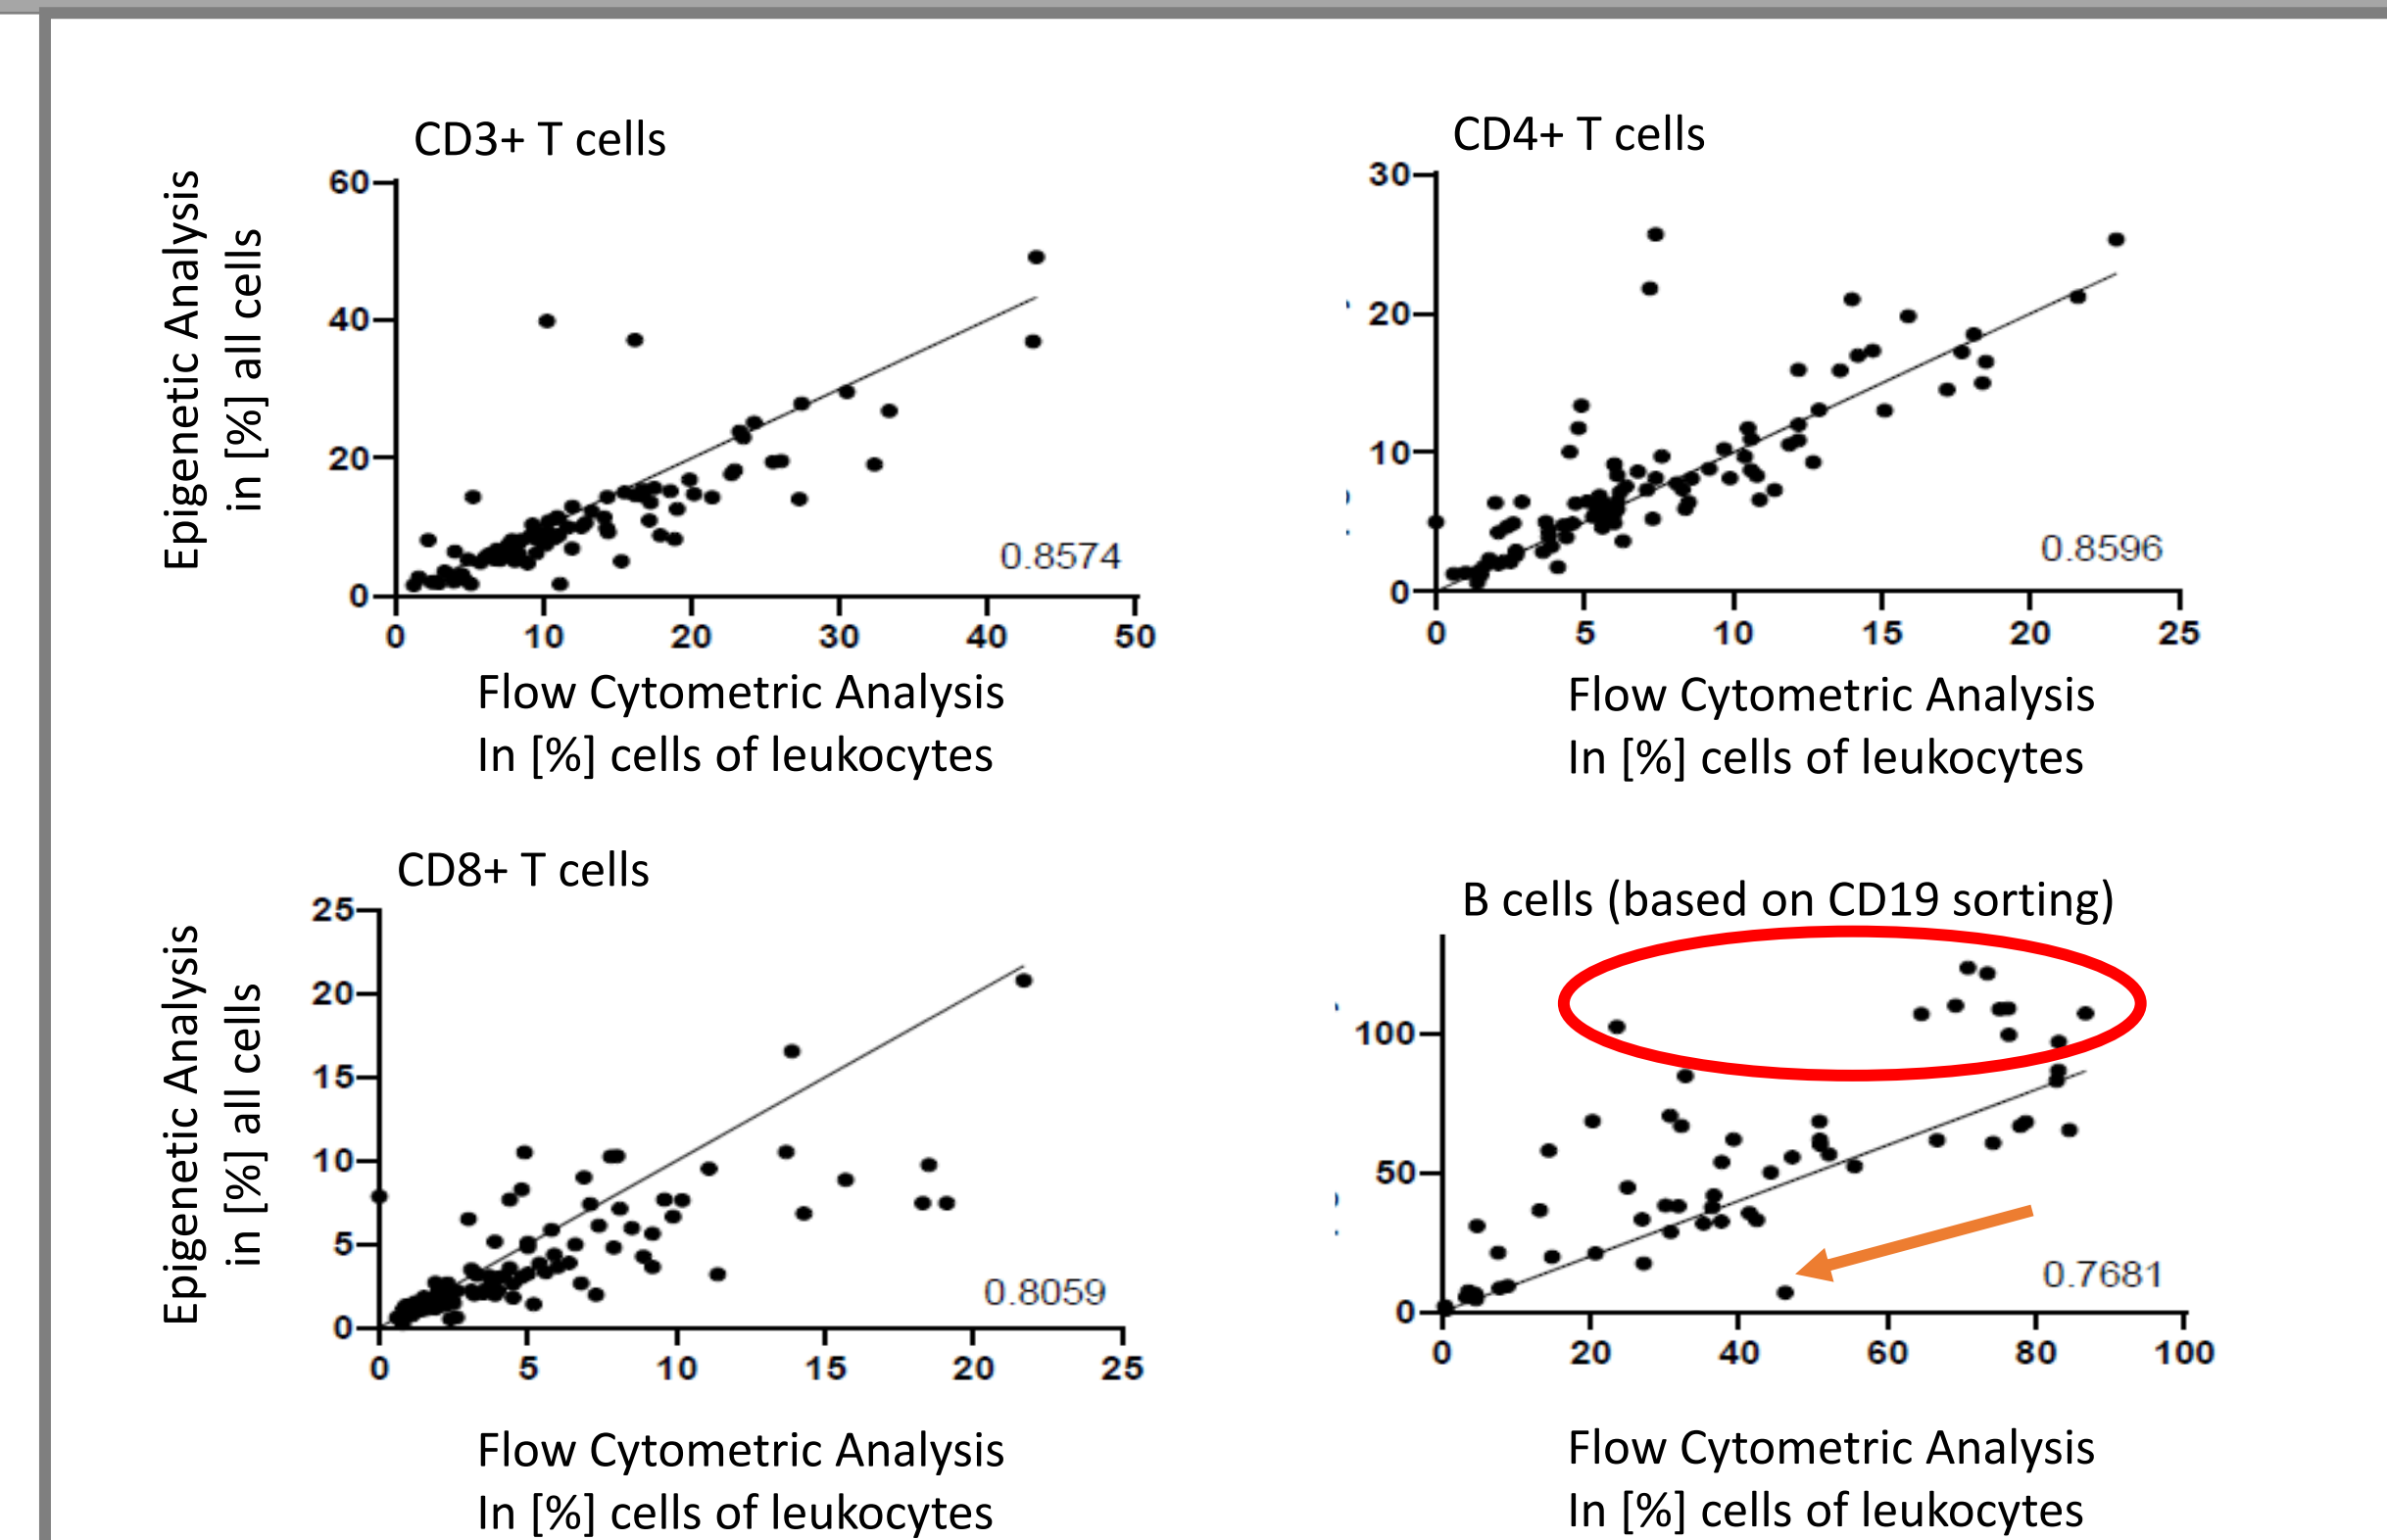 CD3+ T cells
Epigenetic Analysis
in [%] all cells
60
40
20
0
0 10 20 30 40 50
0.8574
Flow Cytometric Analysis
In [%] cells of leukocytes
CD4+ T cells
30
20
10
0
0 5 10 15 20 25
0.8596
Flow Cytometric Analysis
In [%] cells of leukocytes
CD8+ T cells
Epigenetic Analysis
in [%] all cells
25
20
15
10
5
0
0 5 10 15 20 25
0.8059
Flow Cytometric Analysis
In [%] cells of leukocytes
B cells (based on CD19 sorting)
100
50
0
0 20 40 60 80 100
0.7681
Flow Cytometric Analysis
In [%] cells of leukocytes